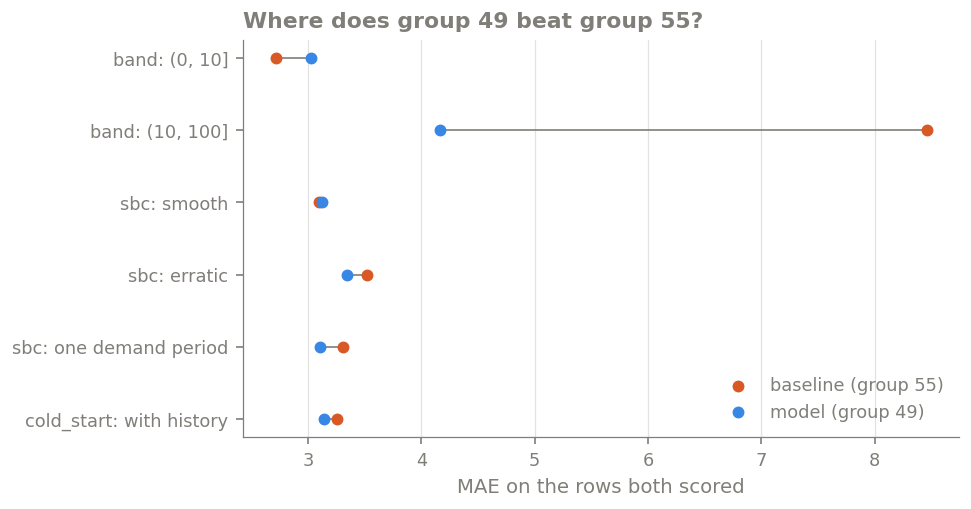 Where does group 49 beat group 55?
band: (0, 10]
band: (10, 100]
sbc: smooth
sbc: erratic
sbc: one demand period
cold_start: with history
baseline (group 55)
model (group 49)
3 4 5 6 7 8
MAE on the rows both scored